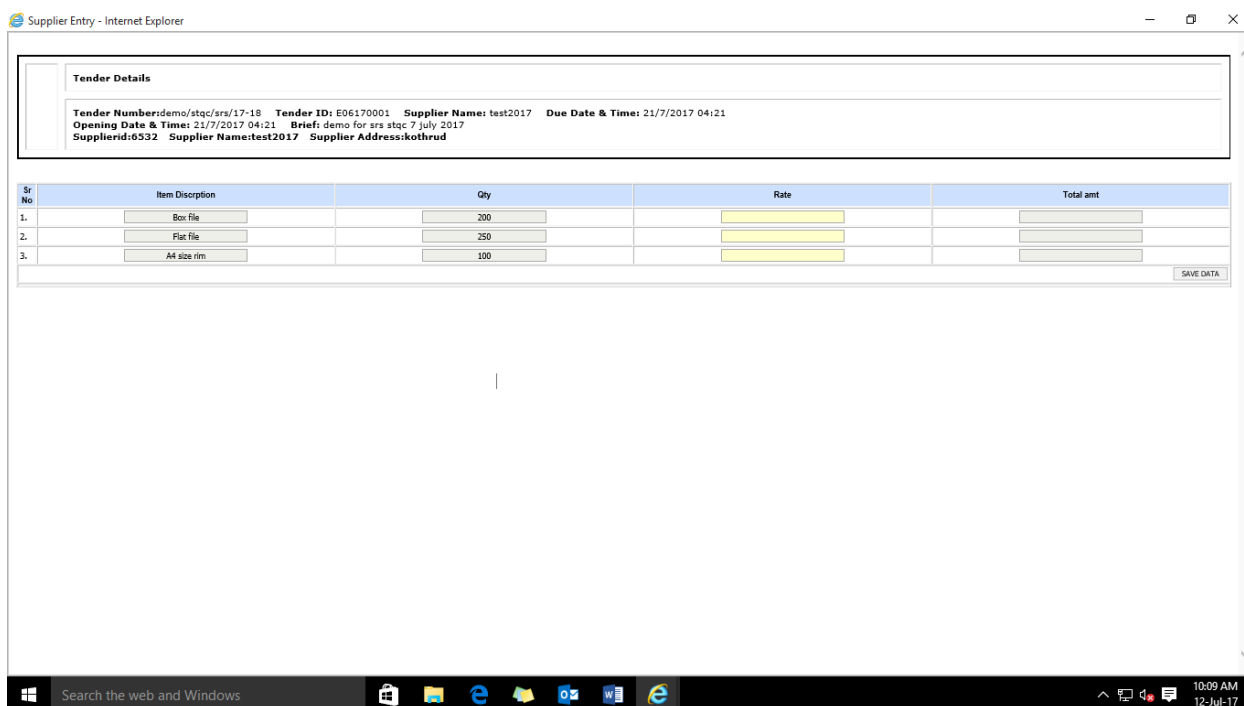 Supplier Entry - Internet Explorer
Tender Details
Tender Number:demo/stqc/srs/17-18 Tender ID: E06170001 Supplier Name: test2017 Due Date & Time: 21/7/2017 04:21
Opening Date & Time: 21/7/2017 04:21 Brief: demo for srs stqc 7 july 2017
Supplierid:6532 Supplier Name:test2017 Supplier Address:kothrud
Sr No Item Discrption Qty Rate Total amt
1. Box file 200
2. Flat file 250
3. A4 size rim 100
SAVE DATA
Search the web and Windows
10:09 AM
12-Jul-17